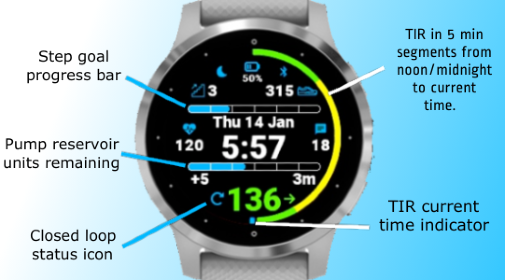 Step goal
progress bar
TIR in 5 min
segments from
noon/midnight
to current
time.
50%
3
315
Thu 14 Jan
120
5:57
18
+5
3m
136
Pump reservoir
units remaining
Closed loop
status icon
TIR current
time indicator